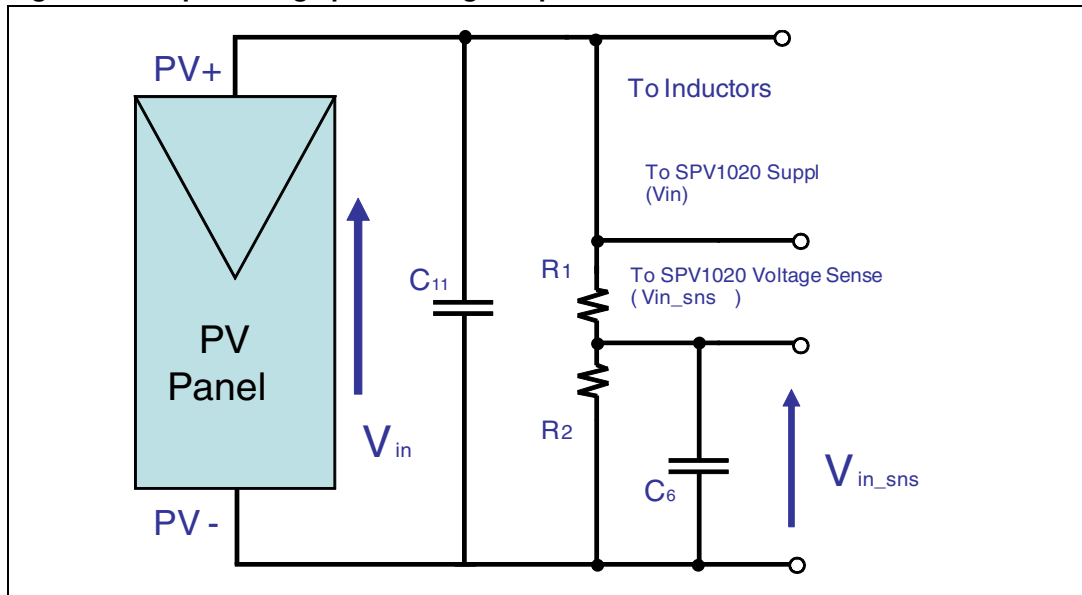 PV+
To Inductors
To SPV1020 Suppl
(Vin)
R1
To SPV1020 Voltage Sense
( Vin_sns )
C11
PV
Panel
Vin
R2
C6
Vin_sns
PV -